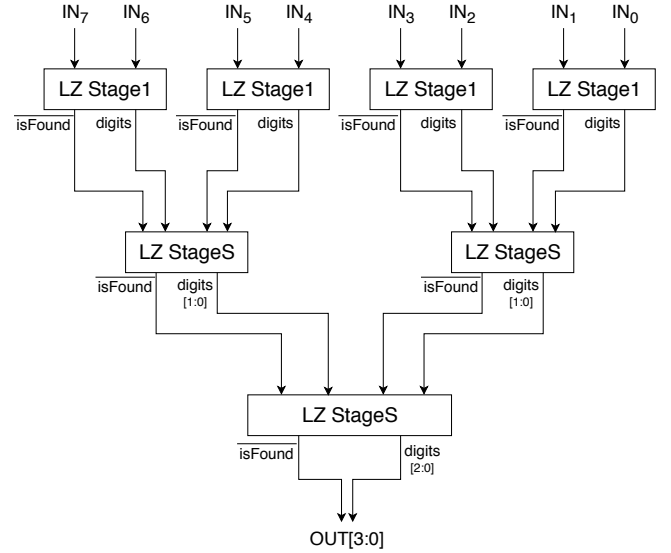 IN7 IN6 IN5 IN4 IN3 IN2 IN1 IN0
LZ Stage1 LZ Stage1 LZ Stage1 LZ Stage1
isFound digits isFound digits isFound digits isFound digits
LZ StageS LZ StageS
isFound digits isFound digits
[1:0] [1:0]
LZ StageS
isFound digits
[2:0]
OUT[3:0]